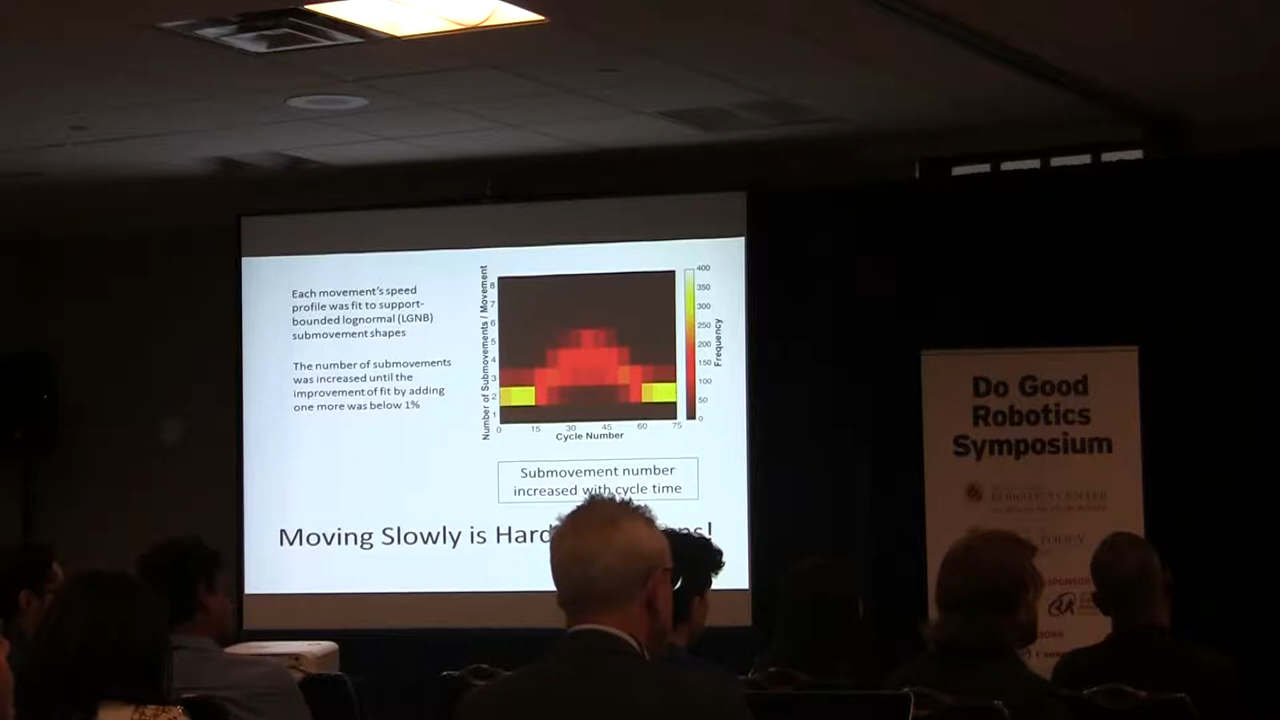 Each movement's speed
profile was fit to support-
bounded lognormal (LGNB)
submovement shapes
The number of submovements
was increased until the
improvement of fit by adding
one more was below 1%
Number of Submovements / Movement
8
7
6
5
4
3
2
1
0 15 30 45 60 75
Cycle Number
400
350
300
250
200
150
100
50
0
Frequency
Submovement number
increased with cycle time
Moving Slowly is Hard
Do Good
Robotics
Symposium
ROBOTICS CENTER